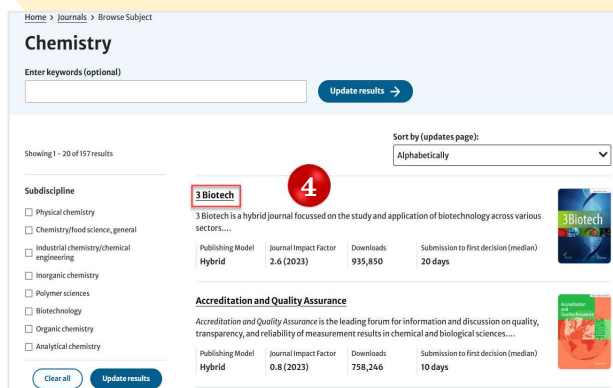 Home > Journals > Browse Subject
Chemistry
Enter keywords (optional)
Update results →
Sort by (updates page):
Showing 1 - 20 of 157 results
Alphabetically
Subdiscipline
Physical chemistry
Chemistry/food science, general
Industrial chemistry/chemical
engineering
Inorganic chemistry
Polymer sciences
Biotechnology
Organic chemistry
Analytical chemistry
Clear all
Update results
3 Biotech
4
3 Biotech is a hybrid journal focussed on the study and application of biotechnology across various
sectors....
Publishing Model Journal Impact Factor Downloads Submission to first decision (median)
Hybrid 2.6 (2023) 935,850 20 days
3Biotech
Accreditation and Quality Assurance
Accreditation and Quality Assurance is the leading forum for information and discussion on quality,
transparency, and reliability of measurement results in chemical and biological sciences....
Publishing Model Journal Impact Factor Downloads Submission to first decision (median)
Hybrid 0.8 (2023) 758,246 10 days
Accreditation
and
Quality Assurance